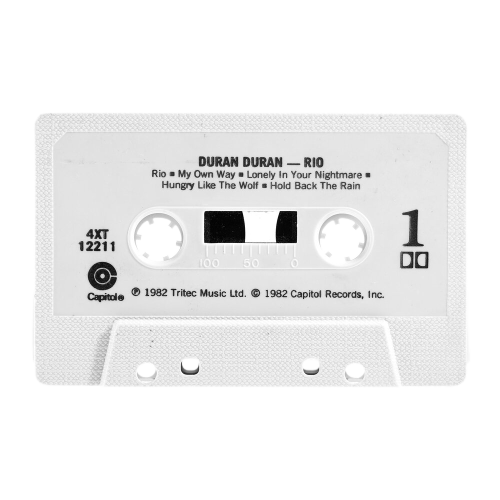 DURAN DURAN — RIO
Rio ■ My Own Way ■ Lonely In Your Nightmare ■
Hungry Like The Wolf ■ Hold Back The Rain
4XT
12211
1
100 50 0
Capitol®
℗ 1982 Tritec Music Ltd. © 1982 Capitol Records, Inc.